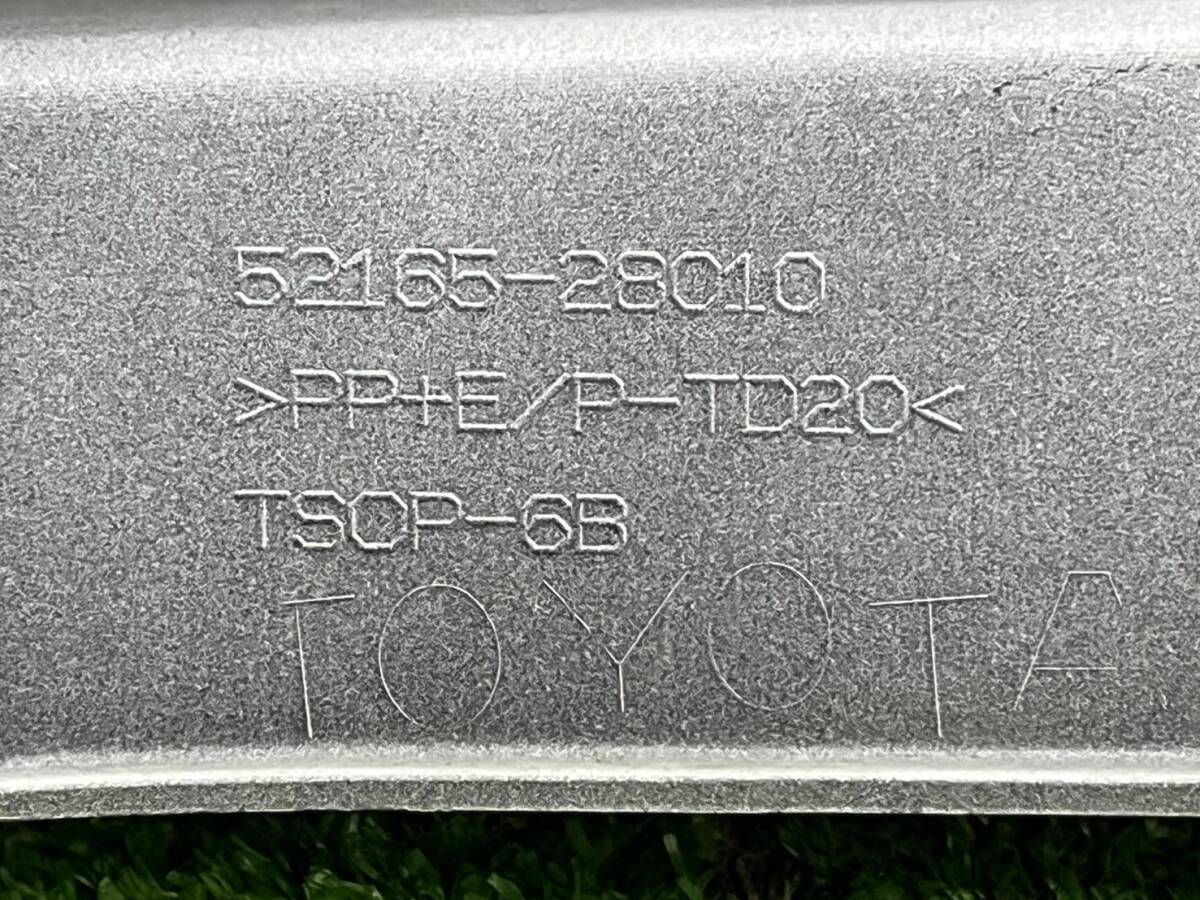 52165-28010
>PP+E/P-TD20<
TSOP-6B
TOYOTA